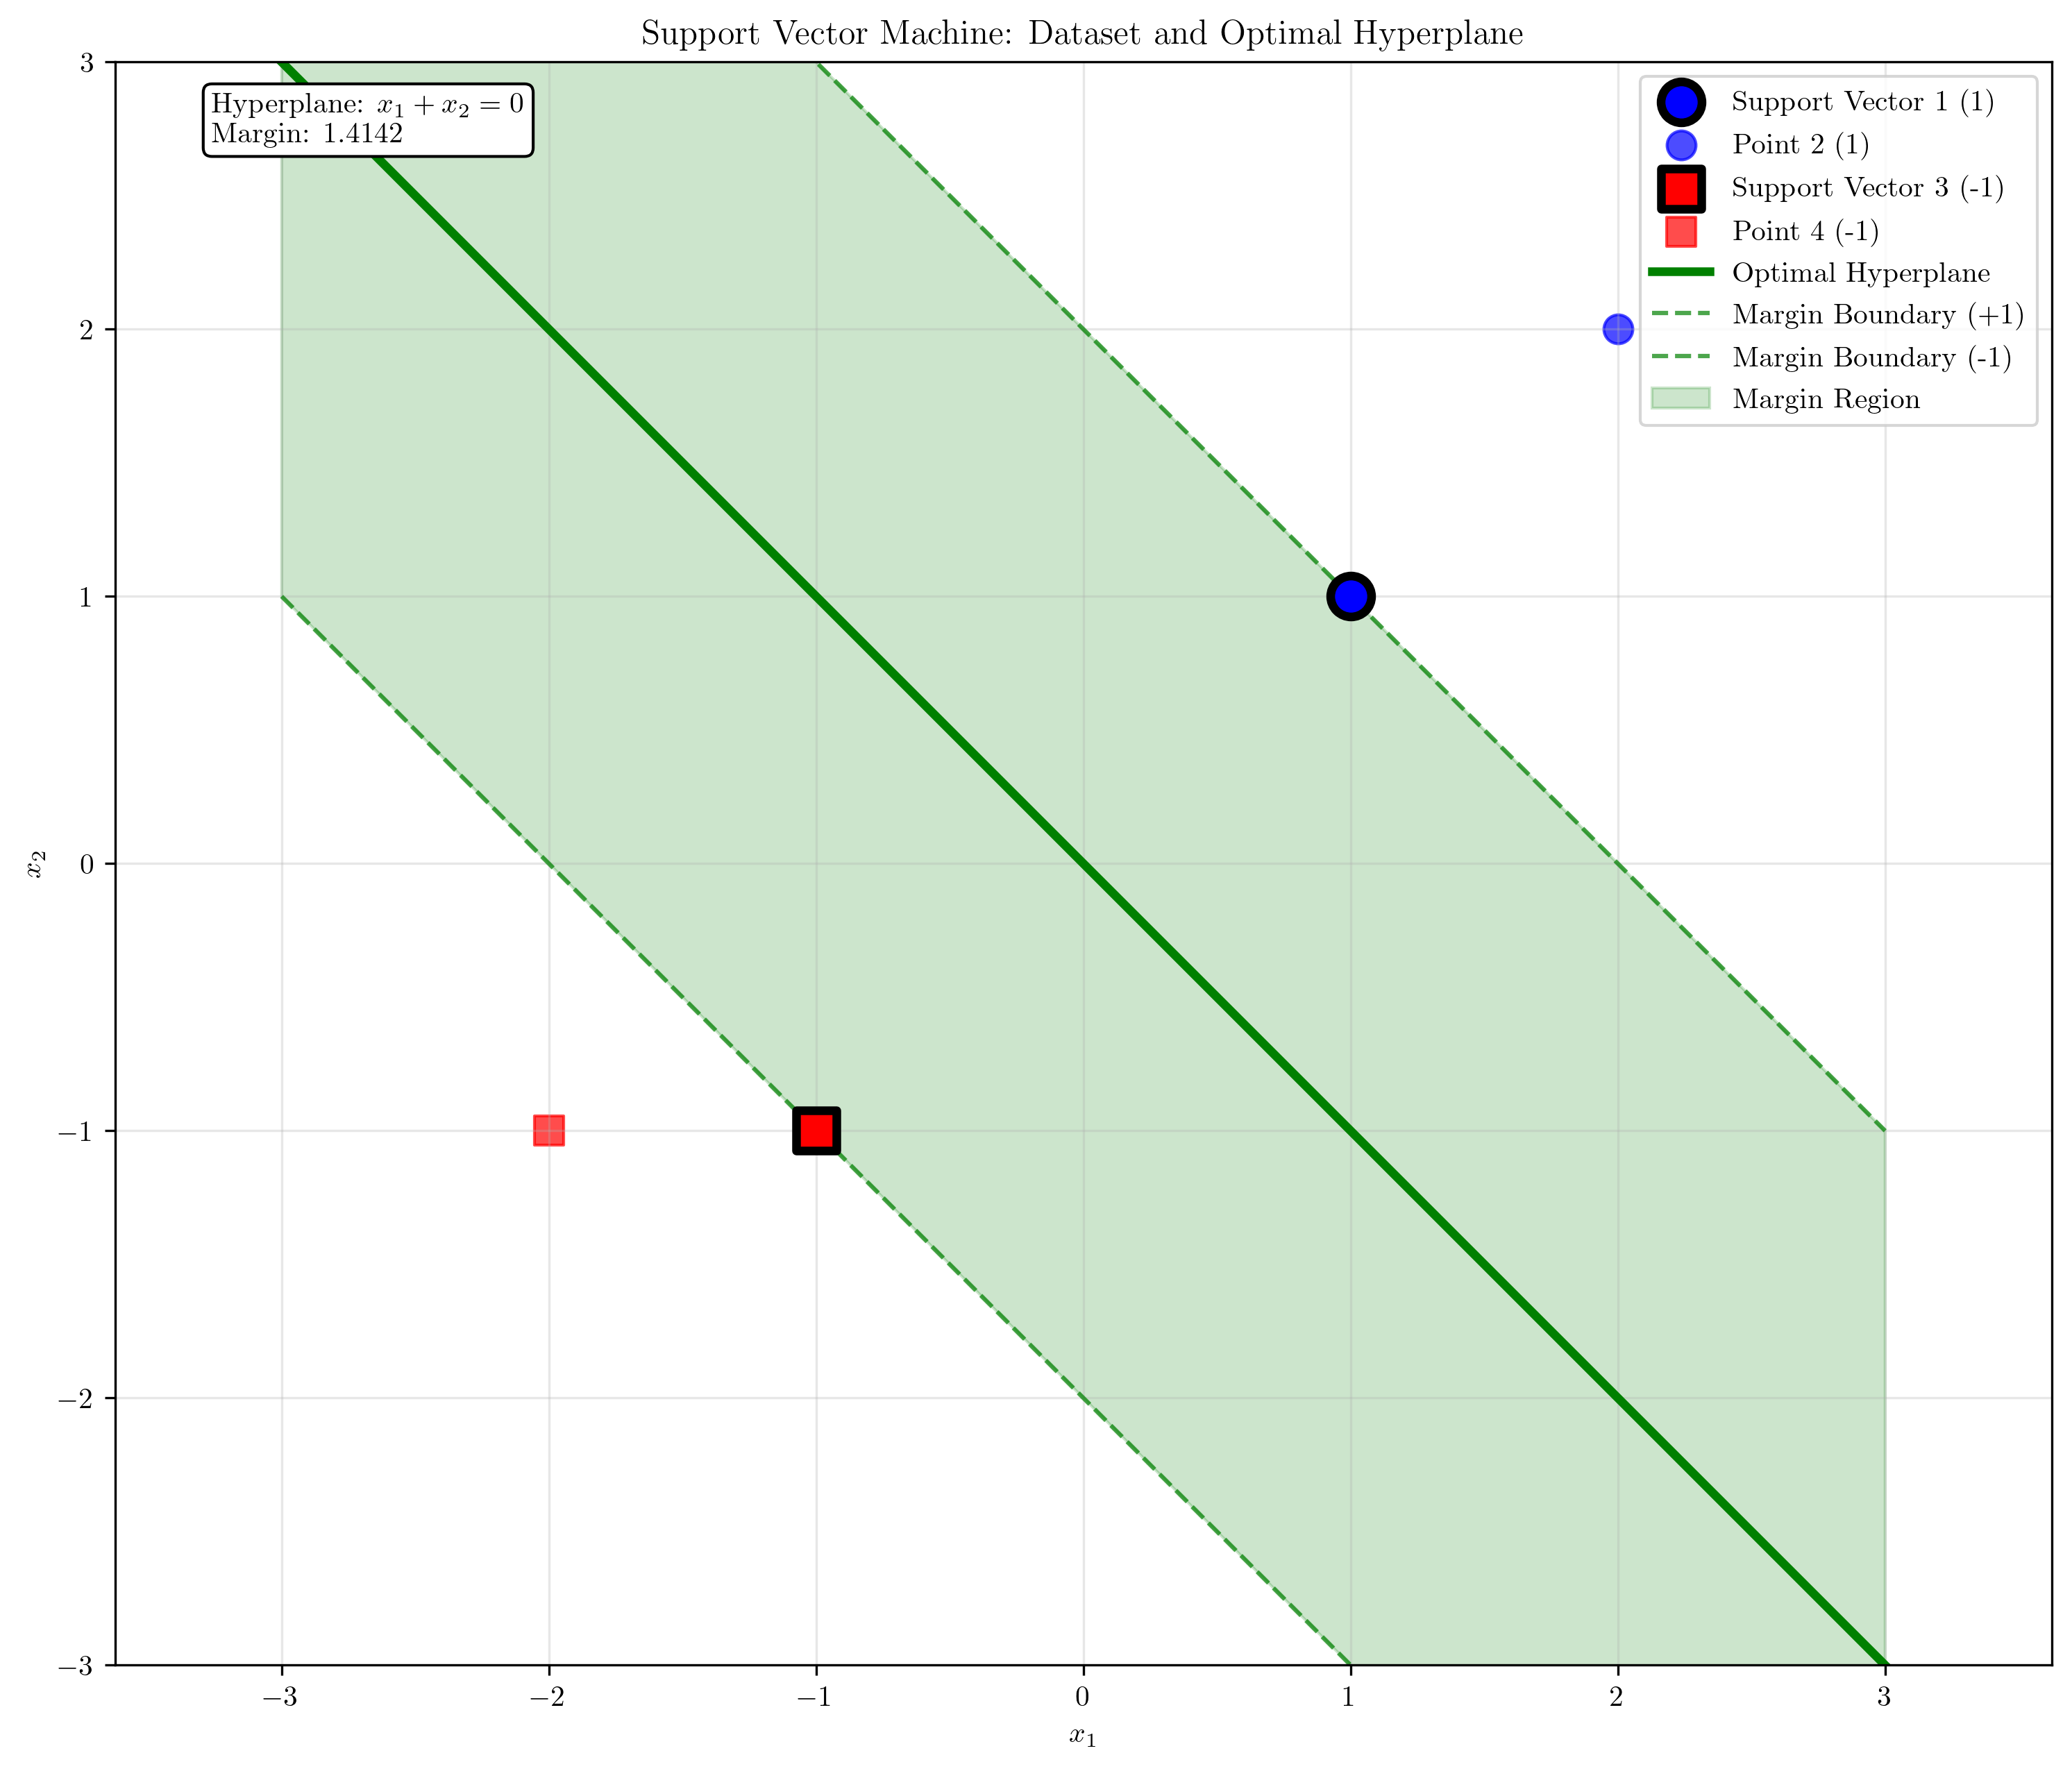 Support Vector Machine: Dataset and Optimal Hyperplane
Hyperplane: x₁ + x₂ = 0
Margin: 1.4142
Support Vector 1 (1)
Point 2 (1)
Support Vector 3 (-1)
Point 4 (-1)
Optimal Hyperplane
Margin Boundary (+1)
Margin Boundary (-1)
Margin Region
3
2
1
0
−1
−2
−3
x₂
−3 −2 −1 0 1 2 3
x₁